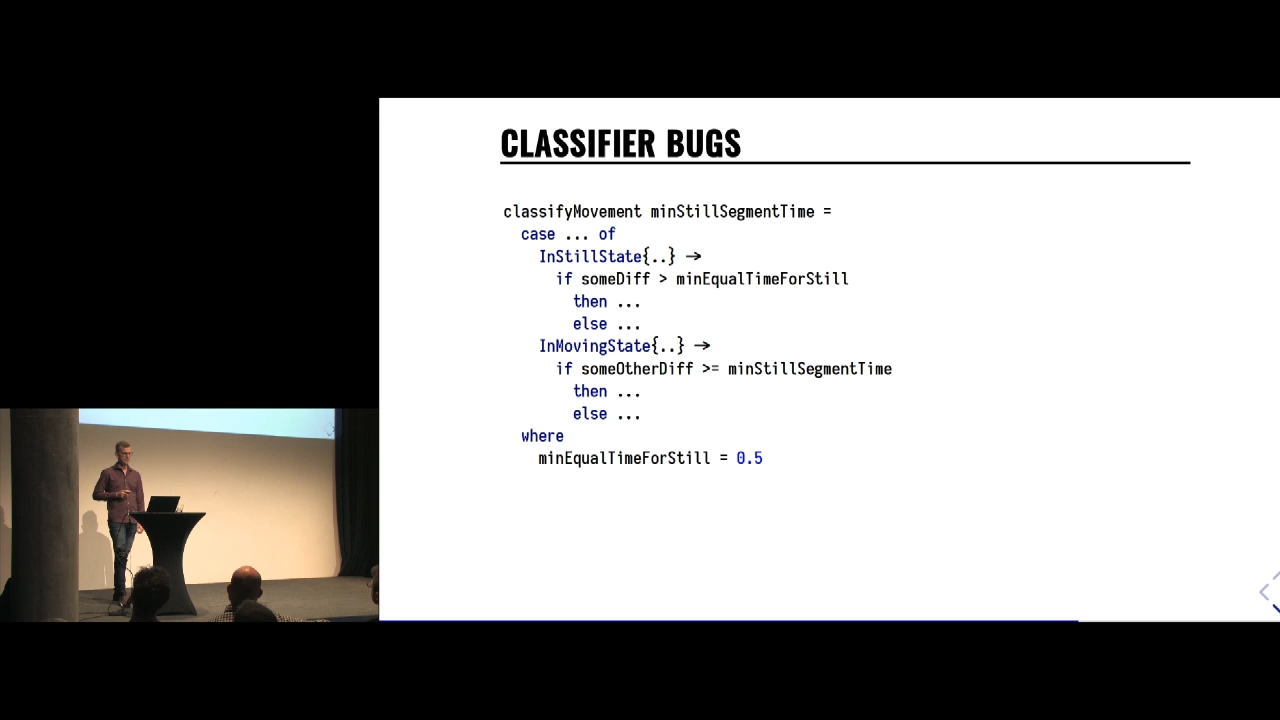 CLASSIFIER BUGS
classifyMovement minStillSegmentTime =
case ... of
InStillState{..} →
if someDiff > minEqualTimeForStill
then ...
else ...
InMovingState{..} →
if someOtherDiff >= minStillSegmentTime
then ...
else ...
where
minEqualTimeForStill = 0.5